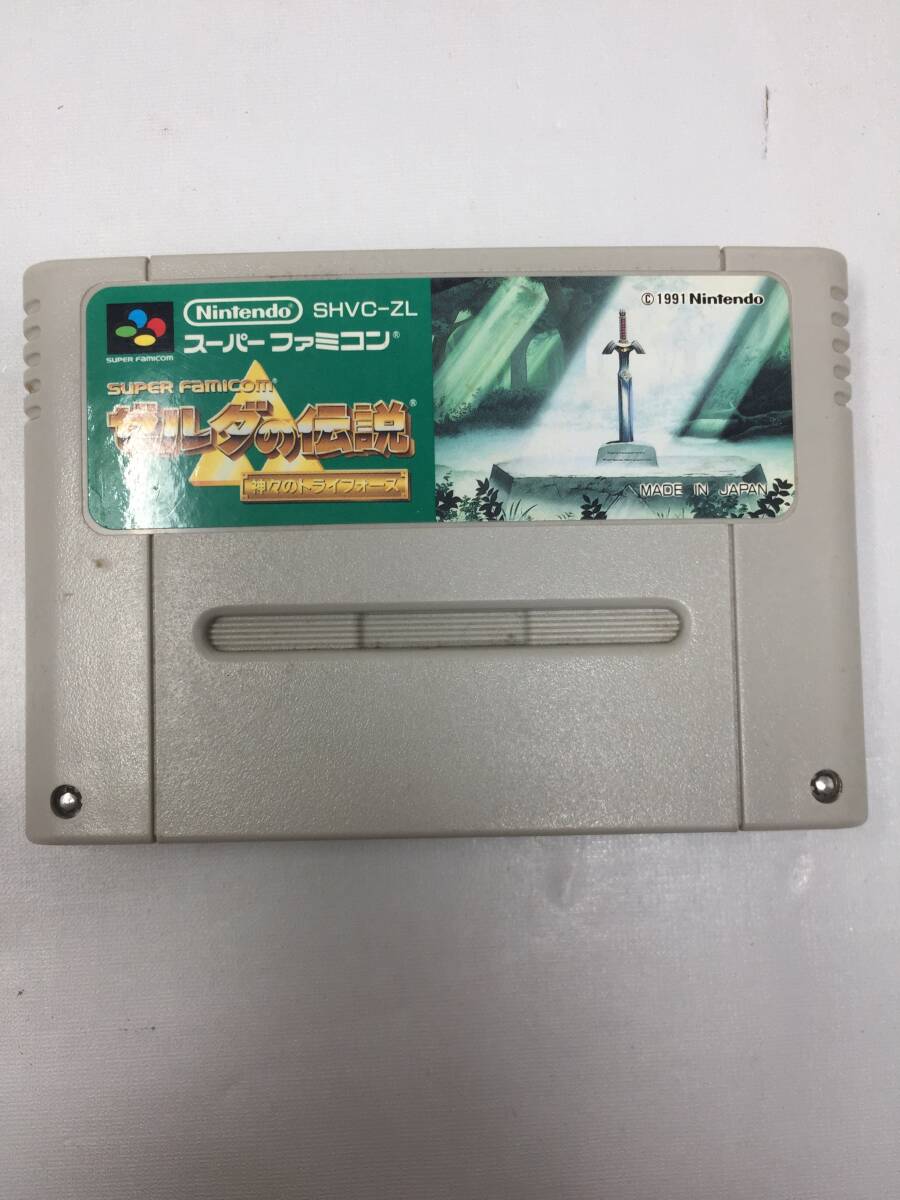 SUPER FAMICOM
Nintendo SHVC-ZL
スーパーファミコン®
SUPER FAMICOM®
ゼルダの伝説®
神々のトライフォース
© 1991 Nintendo
MADE IN JAPAN